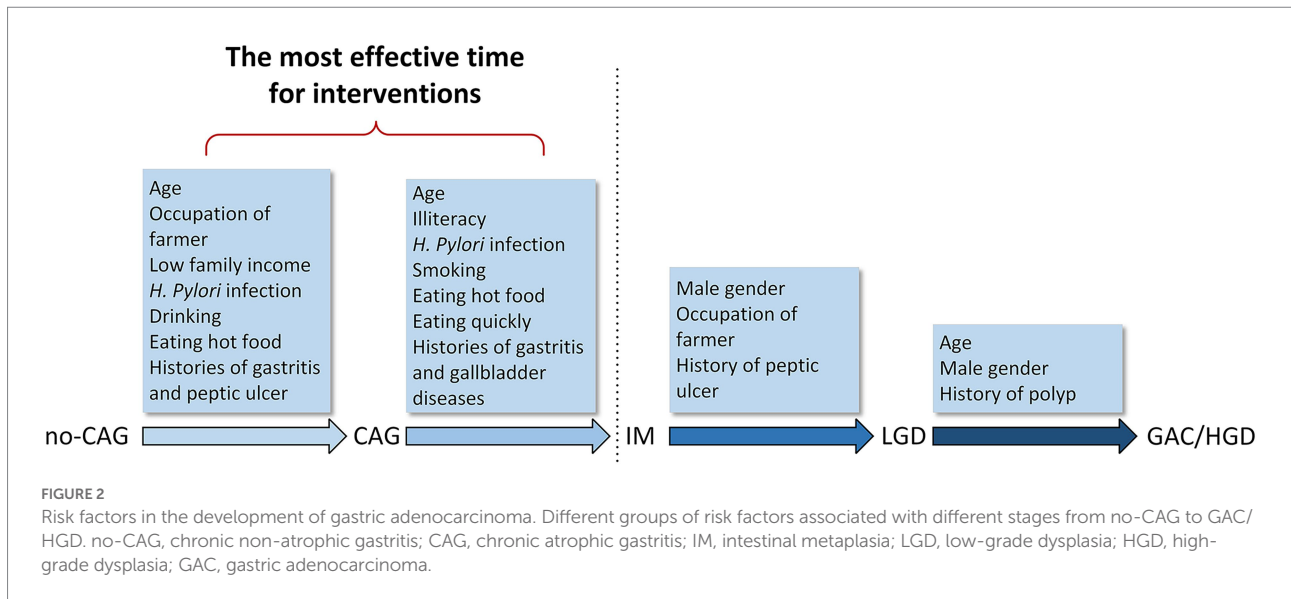 The most effective time
for interventions
Age
Occupation of
farmer
Low family income
H. Pylori infection
Drinking
Eating hot food
Histories of gastritis
and peptic ulcer
Age
Illiteracy
H. Pylori infection
Smoking
Eating hot food
Eating quickly
Histories of gastritis
and gallbladder
diseases
Male gender
Occupation of
farmer
History of peptic
ulcer
Age
Male gender
History of polyp
no-CAG
CAG
IM
LGD
GAC/HGD
FIGURE 2
Risk factors in the development of gastric adenocarcinoma. Different groups of risk factors associated with different stages from no-CAG to GAC/
HGD. no-CAG, chronic non-atrophic gastritis; CAG, chronic atrophic gastritis; IM, intestinal metaplasia; LGD, low-grade dysplasia; HGD, high-
grade dysplasia; GAC, gastric adenocarcinoma.